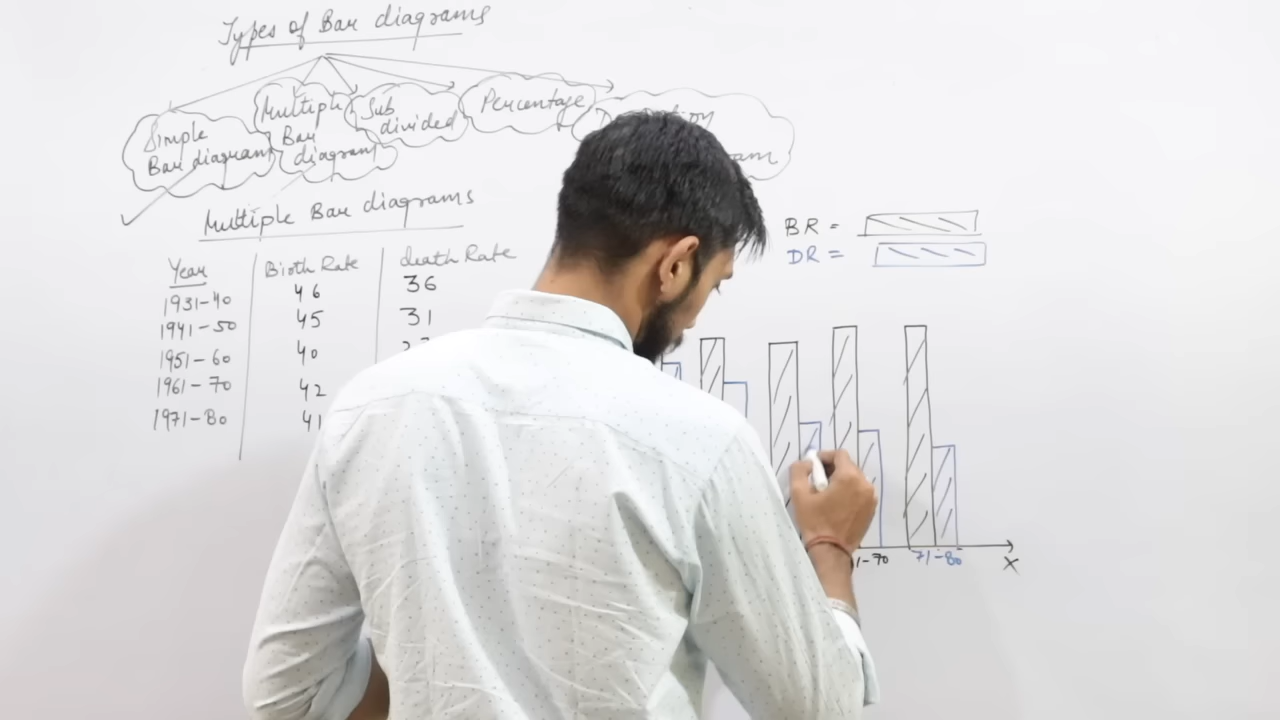 Types of Bar diagrams
Simple
Bar diagram
Multiple
Bar
diagram
Sub
divided
Percentage
Multiple Bar diagrams
Year Birth Rate death Rate
1931-40 46 36
1941-50 45 31
1951-60 40
1961-70 42
1971-80 41
BR =
DR =
-70 71-80 X